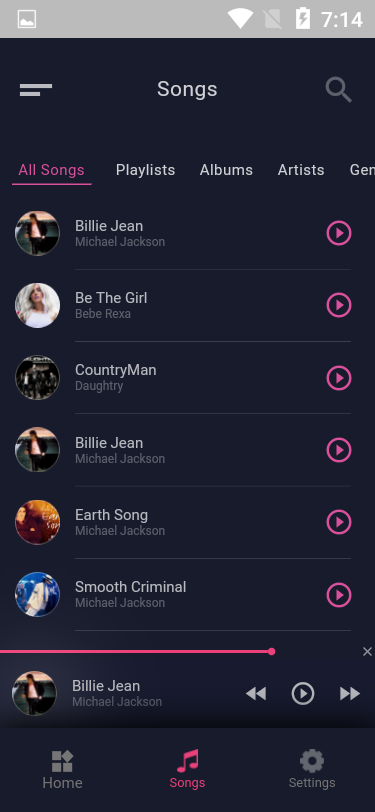 7:14
Songs
All Songs Playlists Albums Artists Gen
Billie Jean
Michael Jackson
Be The Girl
Bebe Rexa
CountryMan
Daughtry
Billie Jean
Michael Jackson
Earth Song
Michael Jackson
Smooth Criminal
Michael Jackson
Billie Jean
Michael Jackson
Home Songs Settings